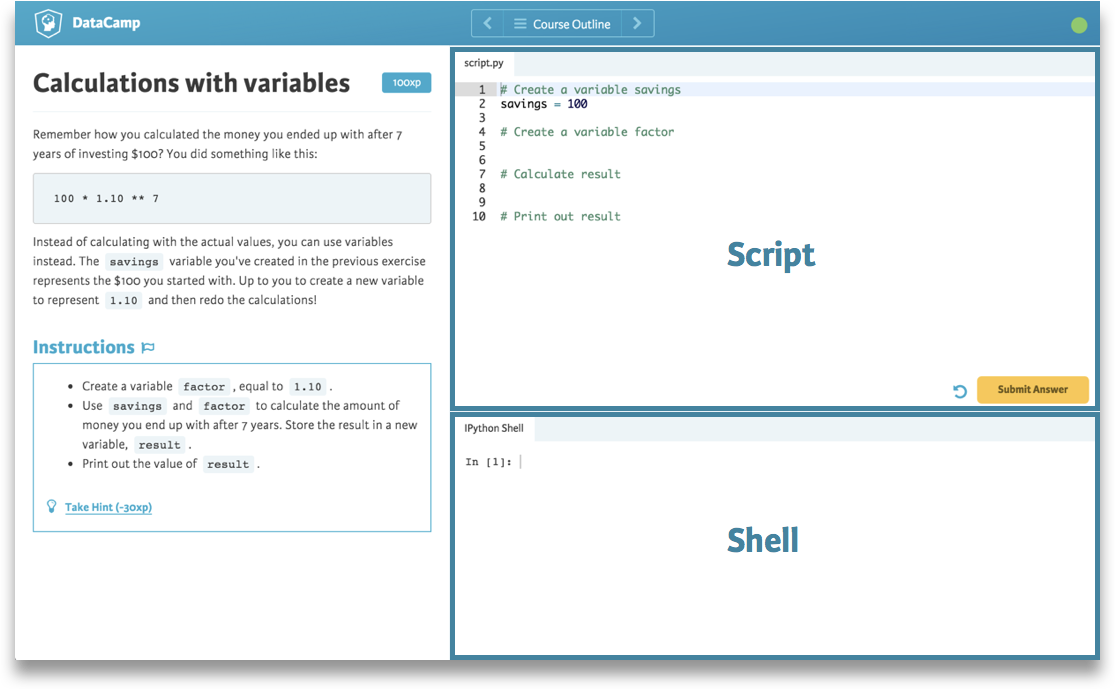 DataCamp
Course Outline
Calculations with variables
100xp
Remember how you calculated the money you ended up with after 7
years of investing $100? You did something like this:
100 * 1.10 ** 7
Instead of calculating with the actual values, you can use variables
instead. The savings variable you've created in the previous exercise
represents the $100 you started with. Up to you to create a new variable
to represent 1.10 and then redo the calculations!
Instructions
• Create a variable factor , equal to 1.10 .
• Use savings and factor to calculate the amount of
money you end up with after 7 years. Store the result in a new
variable, result .
• Print out the value of result .
Take Hint (-30xp)
script.py
1 # Create a variable savings
2 savings = 100
3
4 # Create a variable factor
5
6
7 # Calculate result
8
9
10 # Print out result
Script
Submit Answer
IPython Shell
In [1]:
Shell